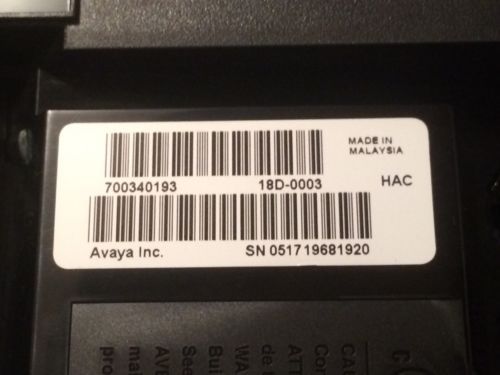 MADE IN
MALAYSIA
700340193 18D-0003 HAC
Avaya Inc. SN 051719681920